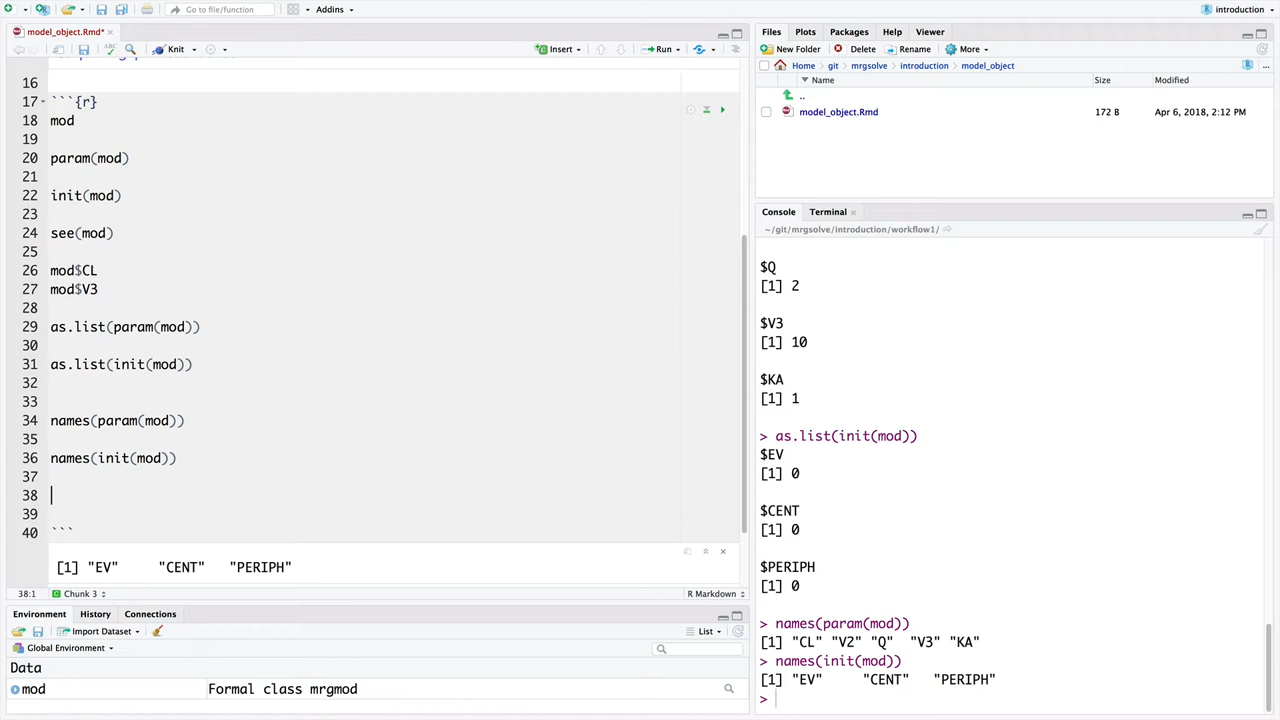 Go to file/function
Addins
introduction
model_object.Rmd*
Knit
Insert
Run
16
17 ```{r}
18 mod
19
20 param(mod)
21
22 init(mod)
23
24 see(mod)
25
26 mod$CL
27 mod$V3
28
29 as.list(param(mod))
30
31 as.list(init(mod))
32
33
34 names(param(mod))
35
36 names(init(mod))
37
38
39
40 ```
[1] "EV" "CENT" "PERIPH"
38:1 Chunk 3 R Markdown
Environment History Connections
Import Dataset List
Global Environment
Data
mod Formal class mrgmod
Files Plots Packages Help Viewer
New Folder Delete Rename More
Home git mrgsolve introduction model_object ...
Name Size Modified
..
model_object.Rmd 172 B Apr 6, 2018, 2:12 PM
Console Terminal
~/git/mrgsolve/introduction/workflow1/
$Q
[1] 2
$V3
[1] 10
$KA
[1] 1
> as.list(init(mod))
$EV
[1] 0
$CENT
[1] 0
$PERIPH
[1] 0
> names(param(mod))
[1] "CL" "V2" "Q" "V3" "KA"
> names(init(mod))
[1] "EV" "CENT" "PERIPH"
>